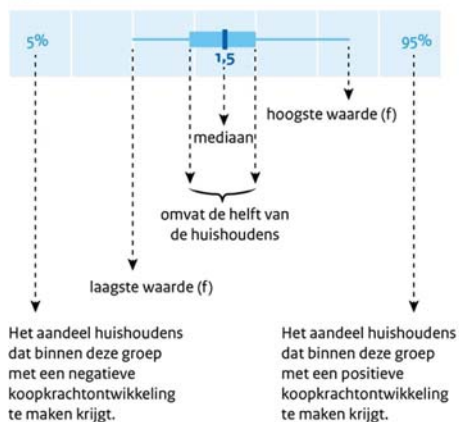 5%
1,5
95%
hoogste waarde (f)
mediaan
omvat de helft van
de huishoudens
laagste waarde (f)
Het aandeel huishoudens
dat binnen deze groep
met een negatieve
koopkrachtontwikkeling
te maken krijgt.
Het aandeel huishoudens
dat binnen deze groep
met een positieve
koopkrachtontwikkeling
te maken krijgt.